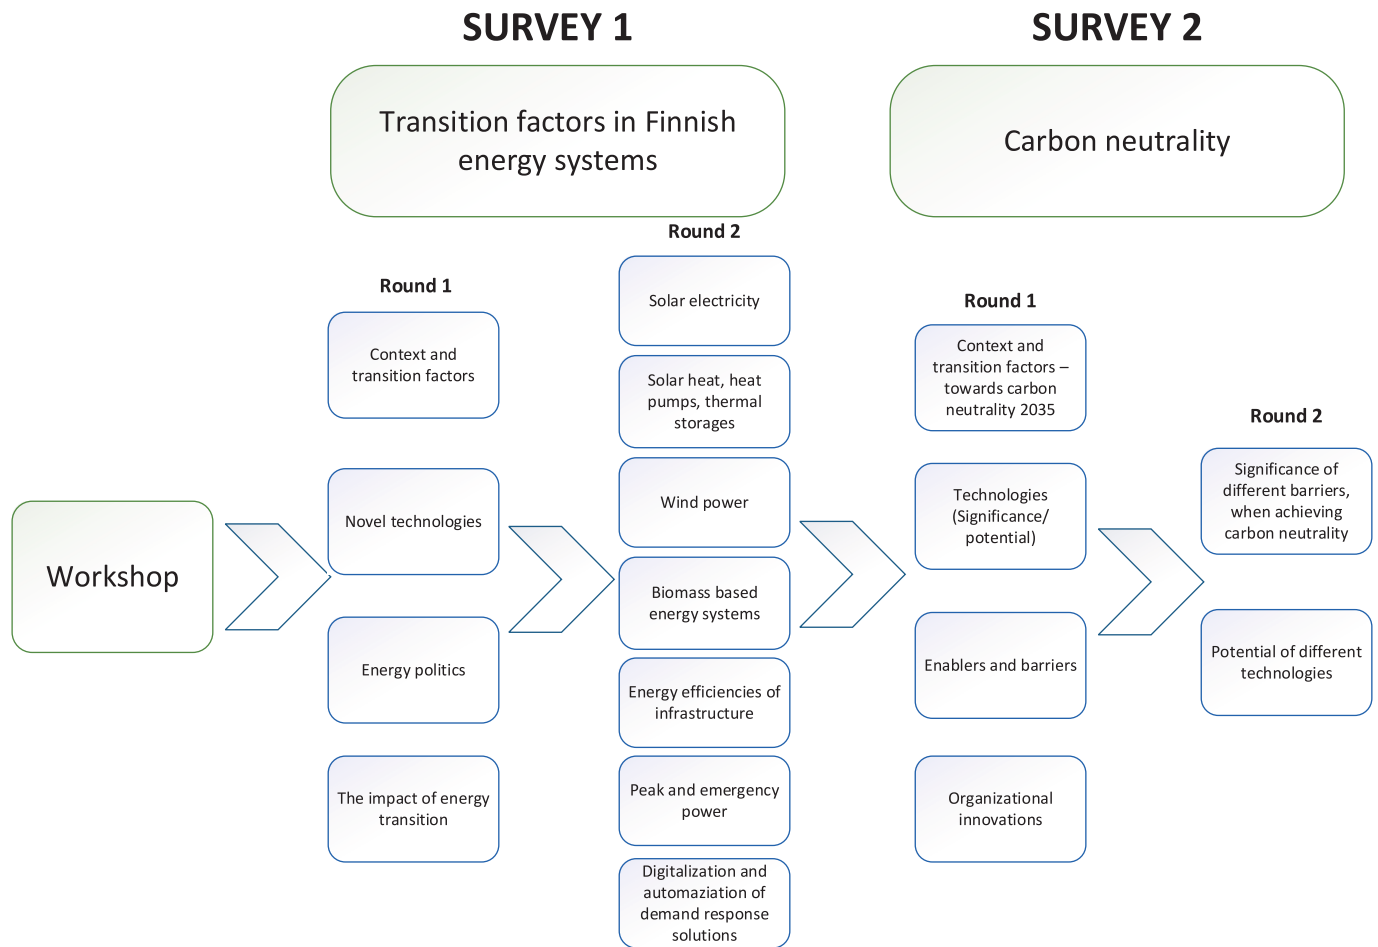 SURVEY 1
Transition factors in Finnish
energy systems
SURVEY 2
Carbon neutrality
Workshop
Round 1
Context and
transition factors
Novel technologies
Energy politics
The impact of energy
transition
Round 2
Solar electricity
Solar heat, heat
pumps, thermal
storages
Wind power
Biomass based
energy systems
Energy efficiencies of
infrastructure
Peak and emergency
power
Digitalization and
automaziation of
demand response
solutions
Round 1
Context and
transition factors –
towards carbon
neutrality 2035
Technologies
(Significance/
potential)
Enablers and barriers
Organizational
innovations
Round 2
Significance of
different barriers,
when achieving
carbon neutrality
Potential of different
technologies